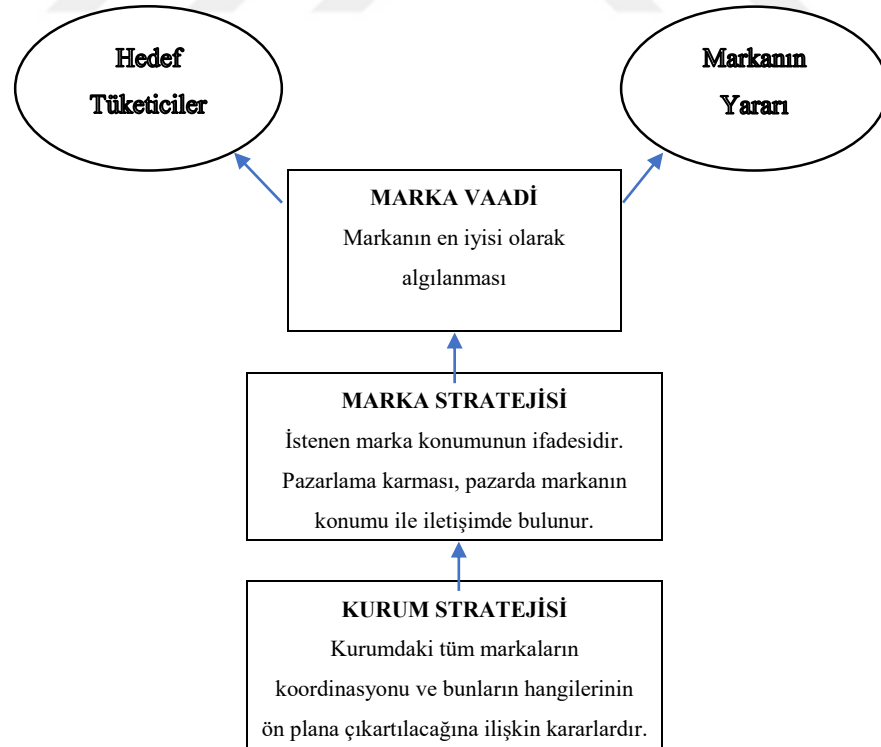 Hedef
Tüketiciler
Markanın
Yararı
MARKA VAADİ
Markanın en iyisi olarak
algılanması
MARKA STRATEJİSİ
İstenen marka konumunun ifadesidir.
Pazarlama karması, pazarda markanın
konumu ile iletişimde bulunur.
KURUM STRATEJİSİ
Kurumdaki tüm markaların
koordinasyonu ve bunların hangilerinin
ön plana çıkartılacağına ilişkin kararlardır.